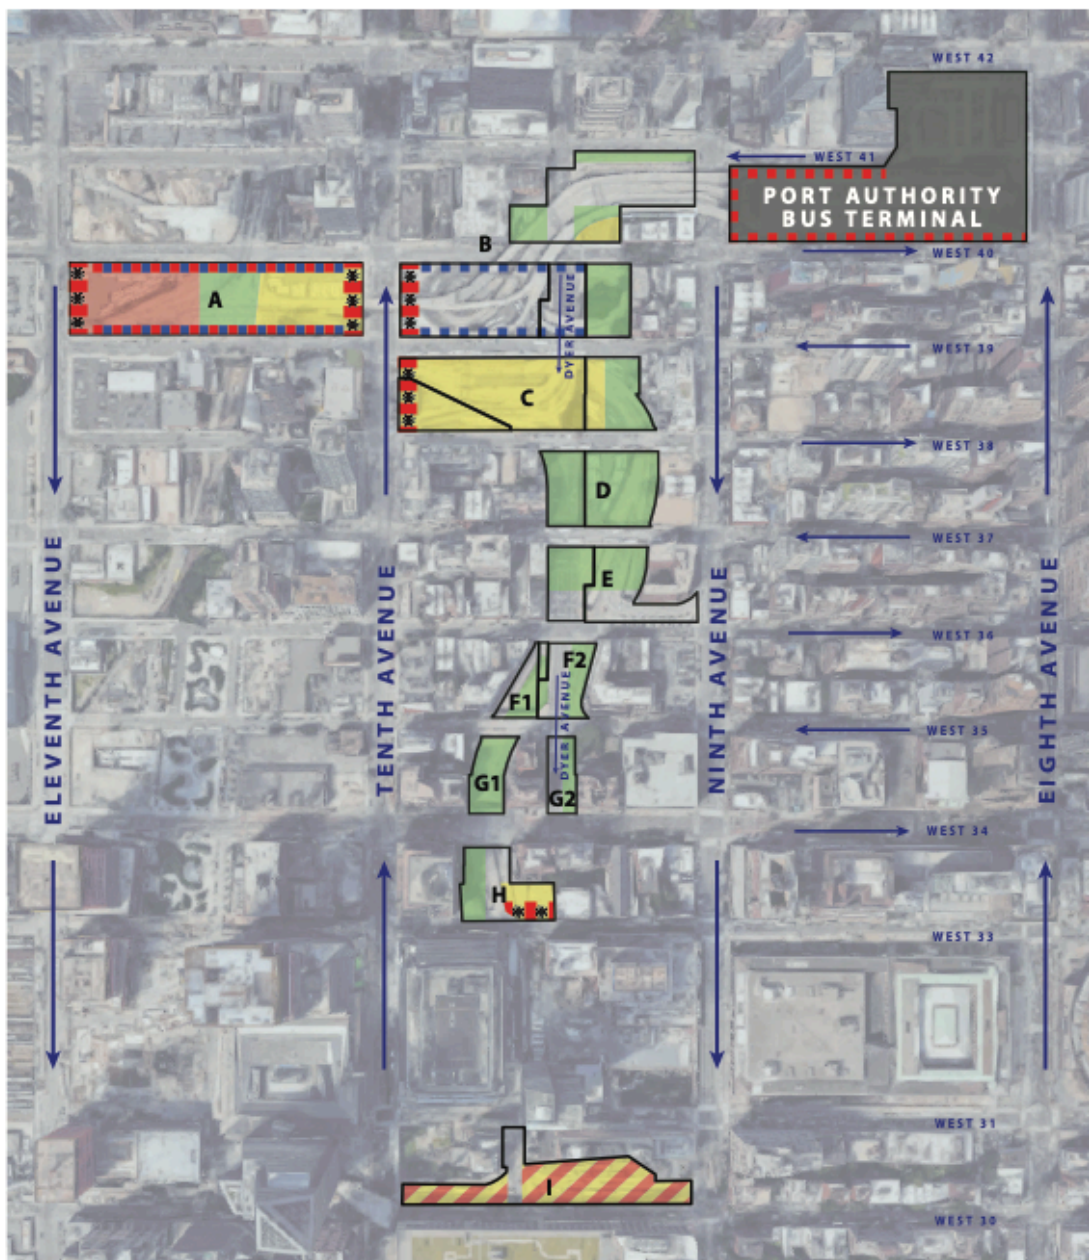 WEST 42
WEST 41
PORT AUTHORITY
BUS TERMINAL
B
WEST 40
A
DYER AVENUE
WEST 39
C
WEST 38
D
WEST 37
ELEVENTH AVENUE
TENTH AVENUE
E
NINTH AVENUE
EIGHTH AVENUE
WEST 36
F2
F1
DYER AVENUE
WEST 35
G1
G2
WEST 34
H
WEST 33
WEST 31
I
WEST 30